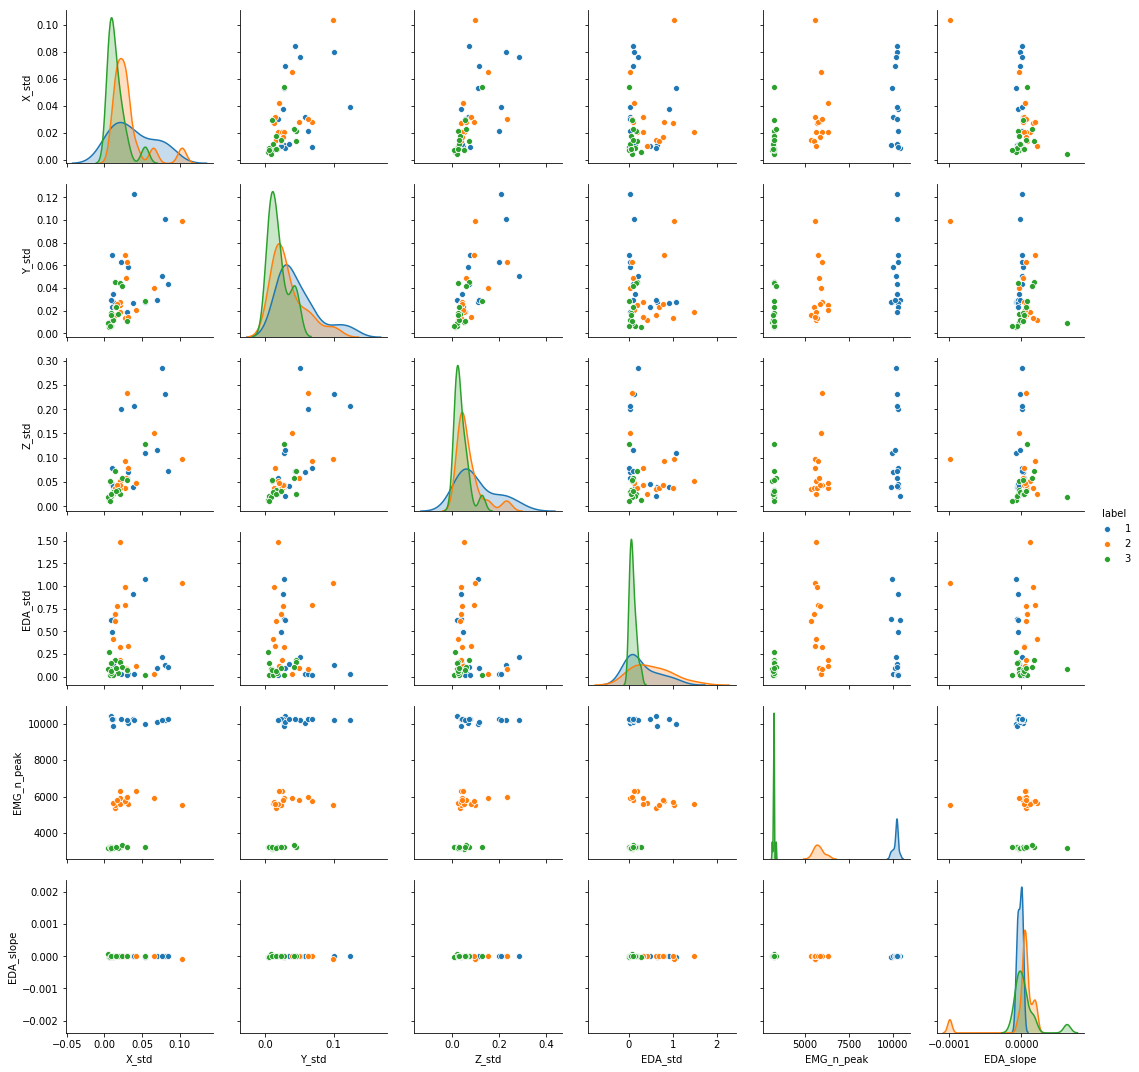 0.10
0.08
0.06
0.04
0.02
0.00
X_std
0.12
0.10
0.08
0.06
0.04
0.02
0.00
Y_std
0.30
0.25
0.20
0.15
0.10
0.05
0.00
Z_std
label
1
2
3
1.50
1.25
1.00
0.75
0.50
0.25
0.00
EDA_std
10000
8000
6000
4000
EMG_n_peak
0.002
0.001
0.000
−0.001
−0.002
EDA_slope
−0.05 0.00 0.05 0.10
0.0 0.1
0.0 0.2 0.4
0 1 2
5000 10000
−0.0001 0.0000
X_std
Y_std
Z_std
EDA_std
EMG_n_peak
EDA_slope